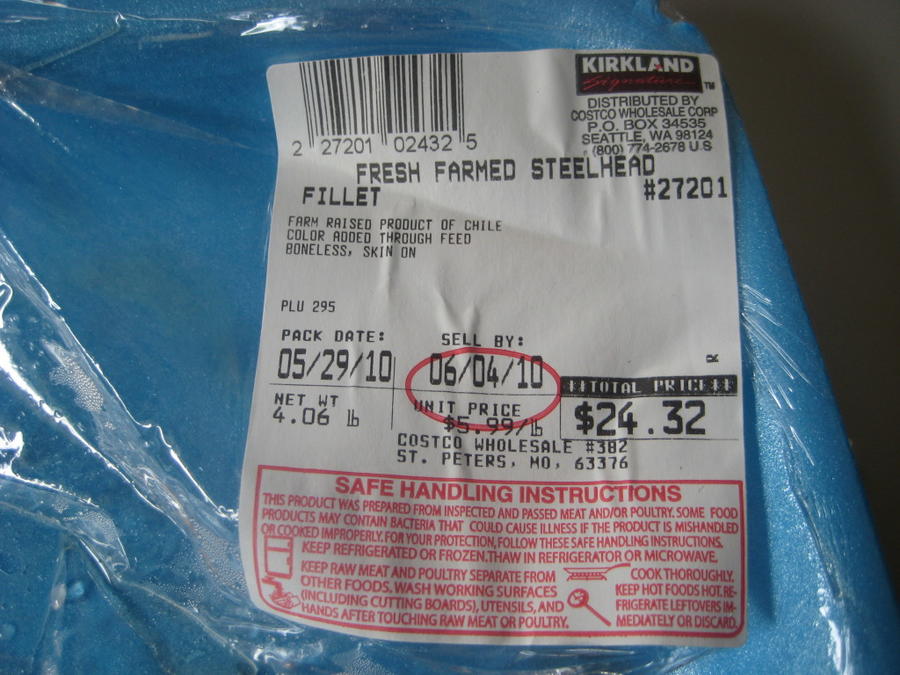 KIRKLAND
Signature TM
DISTRIBUTED BY
COSTCO WHOLESALE CORP
P.O. BOX 34535
SEATTLE, WA 98124
(800) 774-2678 U.S
2 27201 02432 5
FRESH FARMED STEELHEAD
FILLET #27201
FARM RAISED PRODUCT OF CHILE
COLOR ADDED THROUGH FEED
BONELESS, SKIN ON
PLU 295
PACK DATE: SELL BY:
05/29/10 06/04/10
**TOTAL PRICE**
NET WT UNIT PRICE
4.06 lb $5.99/lb $24.32
COSTCO WHOLESALE #382
ST. PETERS, MO, 63376
SAFE HANDLING INSTRUCTIONS
THIS PRODUCT WAS PREPARED FROM INSPECTED AND PASSED MEAT AND/OR POULTRY. SOME FOOD
PRODUCTS MAY CONTAIN BACTERIA THAT COULD CAUSE ILLNESS IF THE PRODUCT IS MISHANDLED
OR COOKED IMPROPERLY. FOR YOUR PROTECTION, FOLLOW THESE SAFE HANDLING INSTRUCTIONS.
KEEP REFRIGERATED OR FROZEN. THAW IN REFRIGERATOR OR MICROWAVE.
KEEP RAW MEAT AND POULTRY SEPARATE FROM
OTHER FOODS. WASH WORKING SURFACES
(INCLUDING CUTTING BOARDS), UTENSILS, AND
HANDS AFTER TOUCHING RAW MEAT OR POULTRY.
COOK THOROUGHLY.
KEEP HOT FOODS HOT. RE-
FRIGERATE LEFTOVERS IM-
MEDIATELY OR DISCARD.